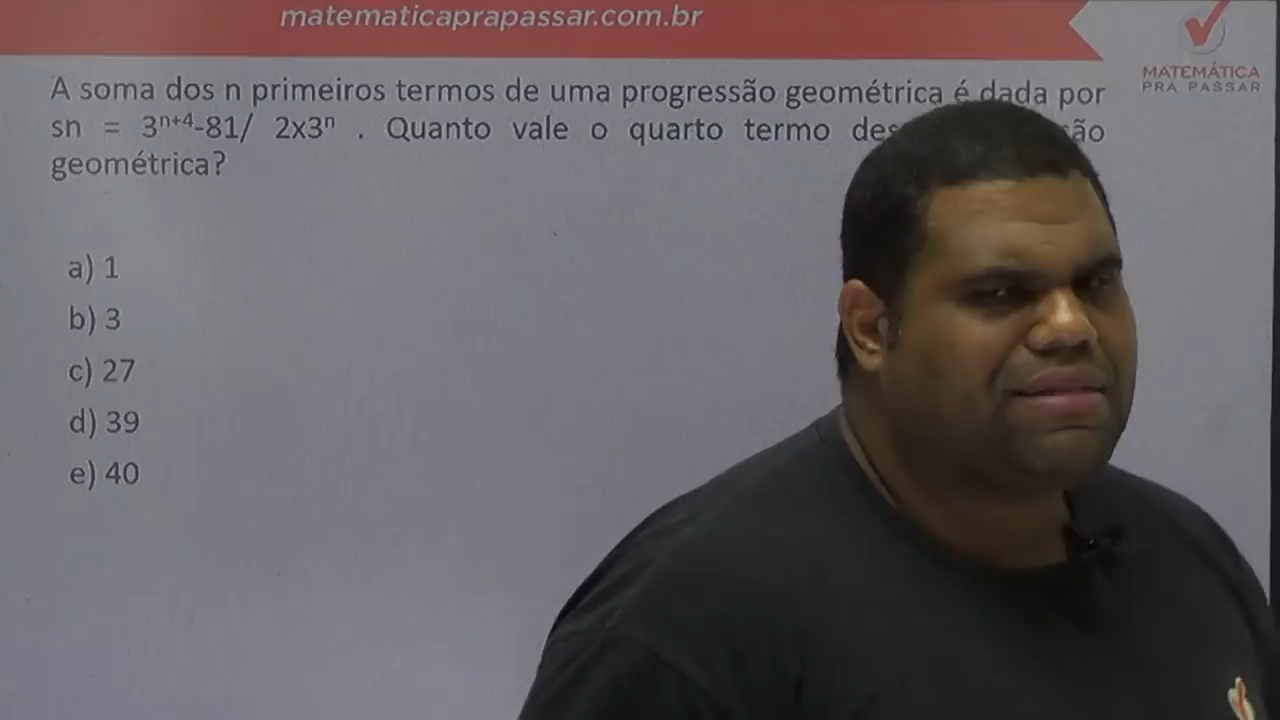 matematicaprapassar.com.br
MATEMÁTICA
PRA PASSAR
A soma dos n primeiros termos de uma progressão geométrica é dada por
sn = 3ⁿ⁺⁴-81/ 2x3ⁿ . Quanto vale o quarto termo
geométrica?
a) 1
b) 3
c) 27
d) 39
e) 40